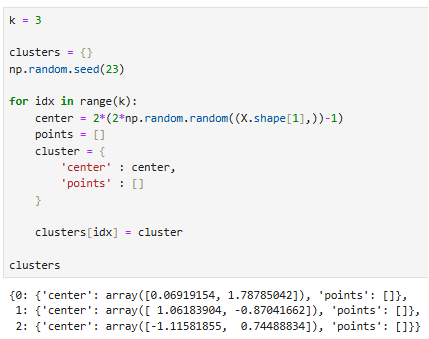 k = 3
clusters = {}
np.random.seed(23)
for idx in range(k):
    center = 2*(2*np.random.random((X.shape[1],))-1)
    points = []
    cluster = {
        'center' : center,
        'points' : []
    }
    clusters[idx] = cluster
clusters
{0: {'center': array([0.06919154, 1.78785042]), 'points': []},
 1: {'center': array([ 1.06183904, -0.87041662]), 'points': []},
 2: {'center': array([-1.11581855,  0.74488834]), 'points': []}}